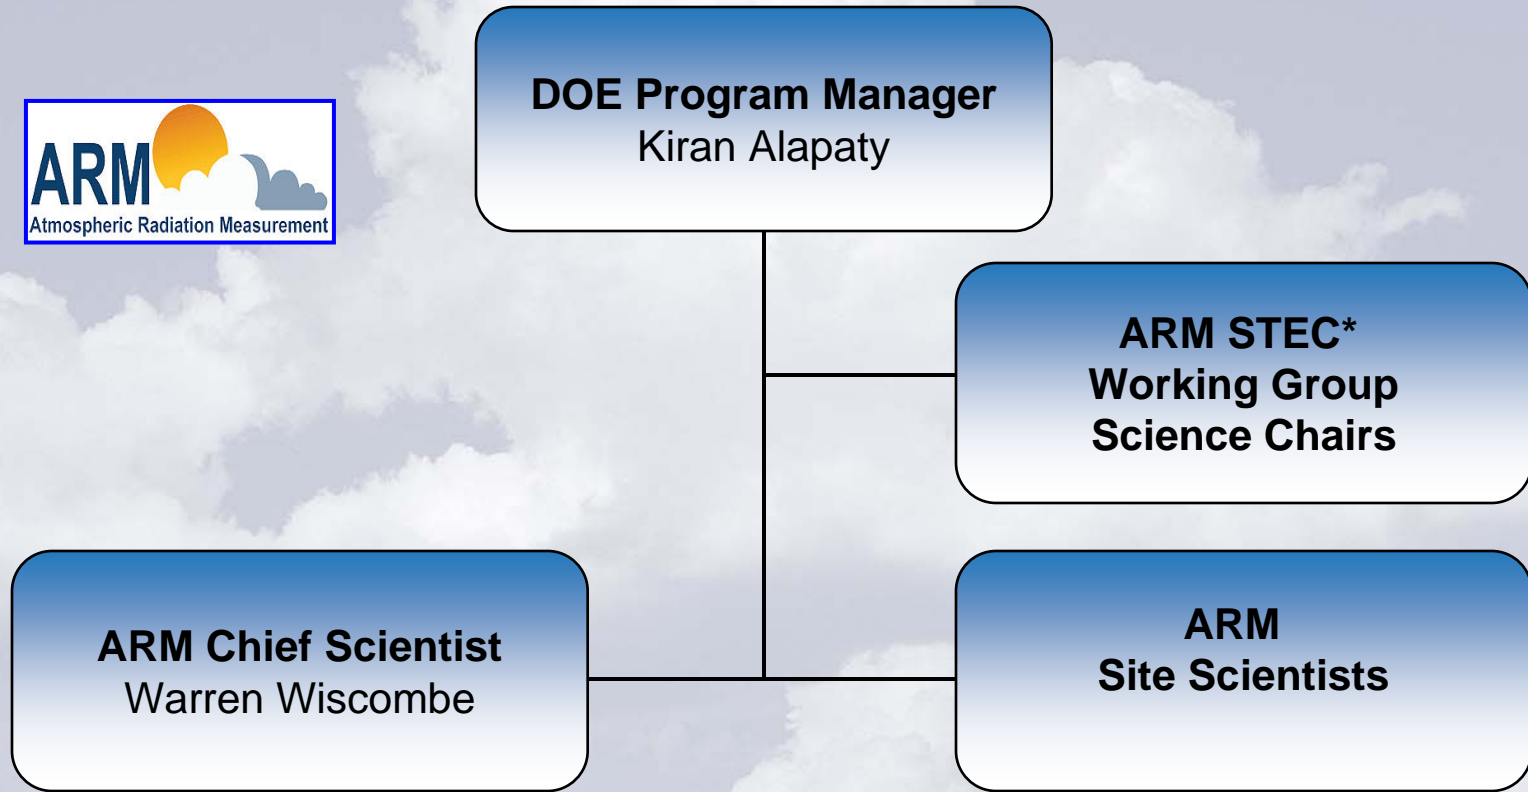 DOE Program Manager
Kiran Alapaty
ARM
Atmospheric Radiation Measurement
ARM STEC*
Working Group
Science Chairs
ARM Chief Scientist
Warren Wiscombe
ARM
Site Scientists